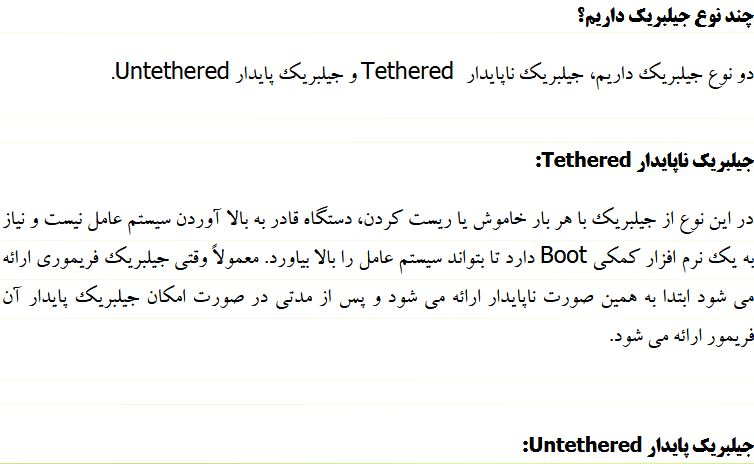 چند نوع جیلبریک داریم؟
دو نوع جیلبریک داریم، جیلبریک ناپایدار Tethered و جیلبریک پایدار Untethered.
جیلبریک ناپایدار Tethered:
در این نوع از جیلبریک با هر بار خاموش یا ریست کردن، دستگاه قادر به بالا آوردن سیستم عامل نیست و نیاز
به یک نرم افزار کمکی Boot دارد تا بتواند سیستم عامل را بالا بیاورد. معمولاً وقتی جیلبریک فریموری ارائه
می شود ابتدا به همین صورت ناپایدار ارائه می شود و پس از مدتی در صورت امکان جیلبریک پایدار آن
فریمور ارائه می شود.
جیلبریک پایدار Untethered: